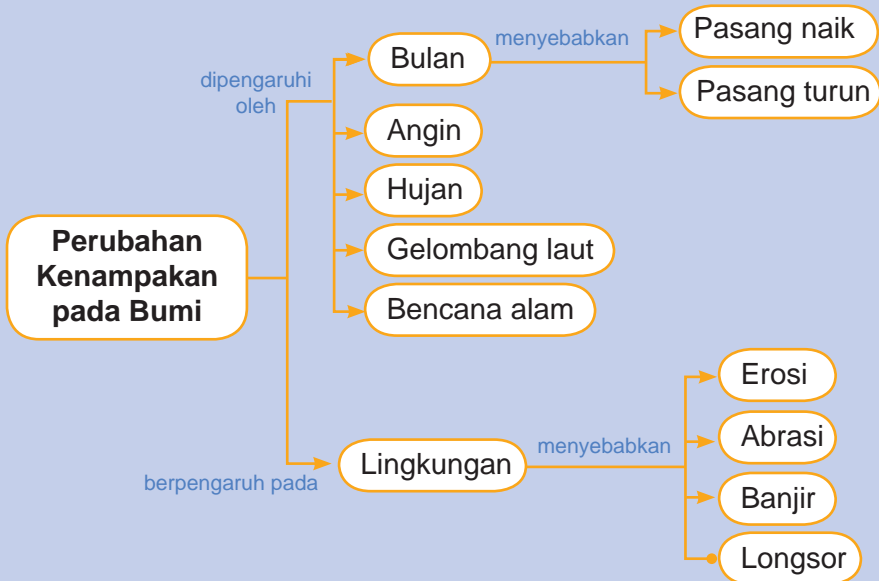 Perubahan
Kenampakan
pada Bumi
dipengaruhi
oleh
Bulan
menyebabkan
Pasang naik
Pasang turun
Angin
Hujan
Gelombang laut
Bencana alam
berpengaruh pada
Lingkungan
menyebabkan
Erosi
Abrasi
Banjir
Longsor